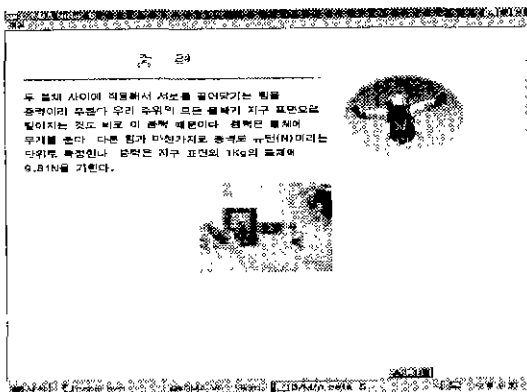 중 력
두 물체 사이에 작용해서 서로를 끌어당기는 힘을
중력이라 부른다 우리 주위의 모든 물체가 지구 표면으로
떨어지는 것도 바로 이 중력 때문이다. 중력은 물체에
무게를 준다. 다른 힘과 마찬가지로 중력도 뉴턴(N)이라는
단위로 측정한다. 중력은 지구 표면의 1Kg의 물체에
9.81N을 가한다.